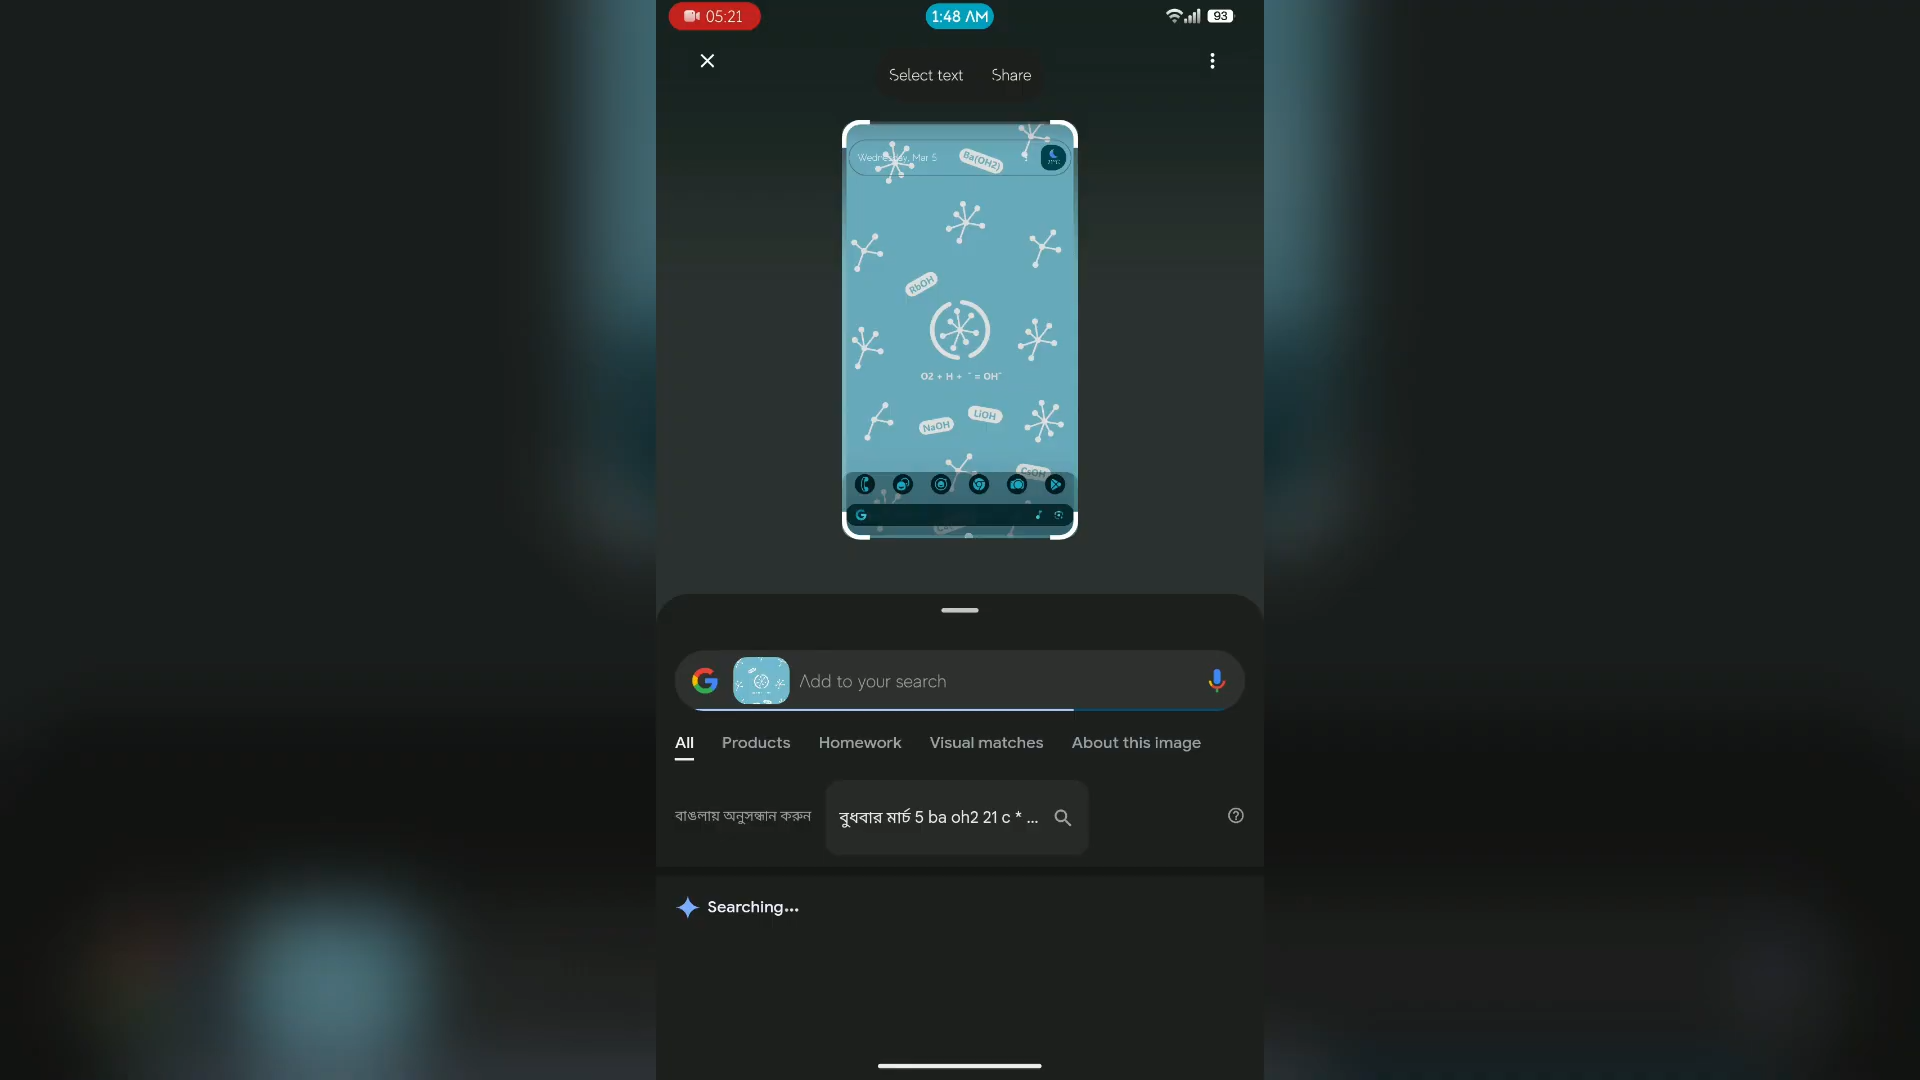 05:21
1:48 AM
93
Select text Share
Wednesday, Mar 5
Ba(OH2)
RbOH
O2 + H + ¯ = OH¯
LiOH
NaOH
CsOH
G
G Add to your search
All Products Homework Visual matches About this image
বাঙলায় অনুসন্ধান করুন
বুধবার মার্চ 5 ba oh2 21 c * ...
Searching...